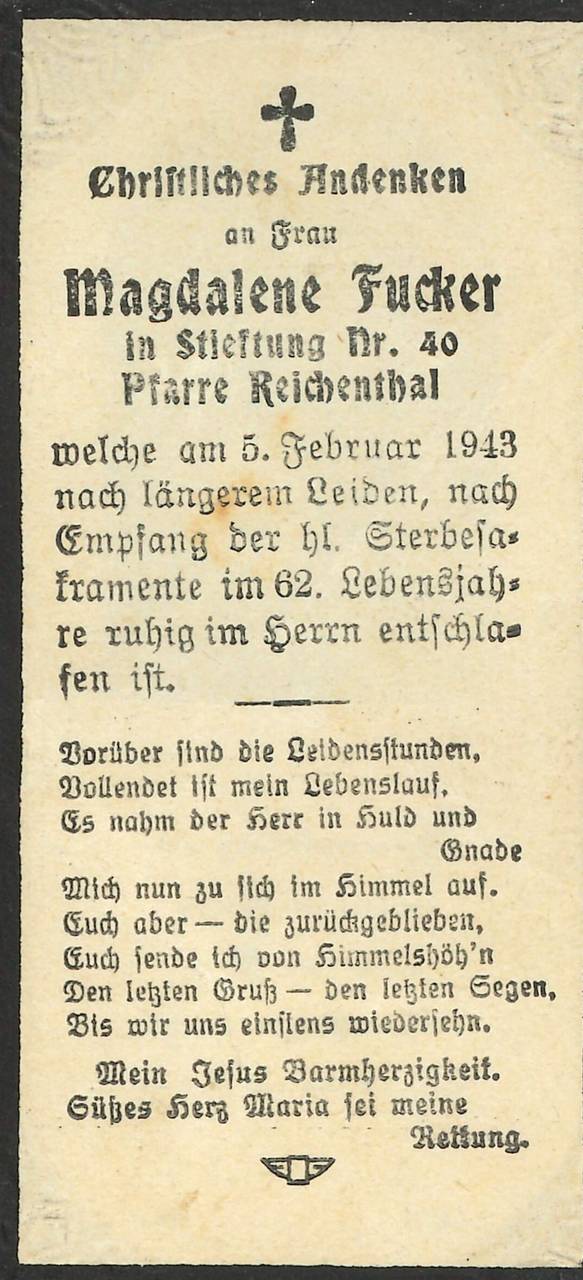 Christliches Andenken
an Frau
Magdalene Fucker
in Stieftung Nr. 40
Pfarre Reichenthal
welche am 5. Februar 1943
nach längerem Leiden, nach
Empfang der hl. Sterbesa-
kramente im 62. Lebensjah-
re ruhig im Herrn entschla-
fen ist.
Vorüber sind die Leidensstunden,
Vollendet ist mein Lebenslauf,
Es nahm der Herr in Huld und
Gnade
Mich nun zu sich im Himmel auf.
Euch aber — die zurückgeblieben,
Euch sende ich von Himmelshöh'n
Den letzten Gruß — den letzten Segen,
Bis wir uns einstens wiedersehn.
Mein Jesus Barmherzigkeit.
Süßes Herz Maria sei meine
Rettung.